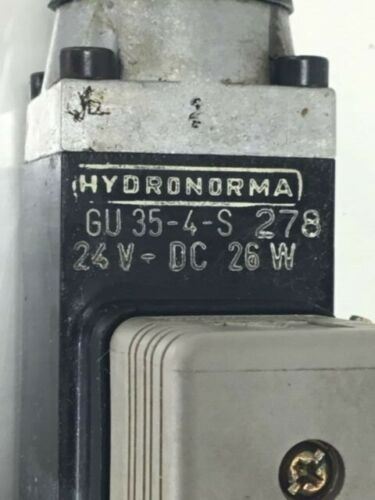 HYDRONORMA
GU 35-4-S 278
24 V - DC 26 W